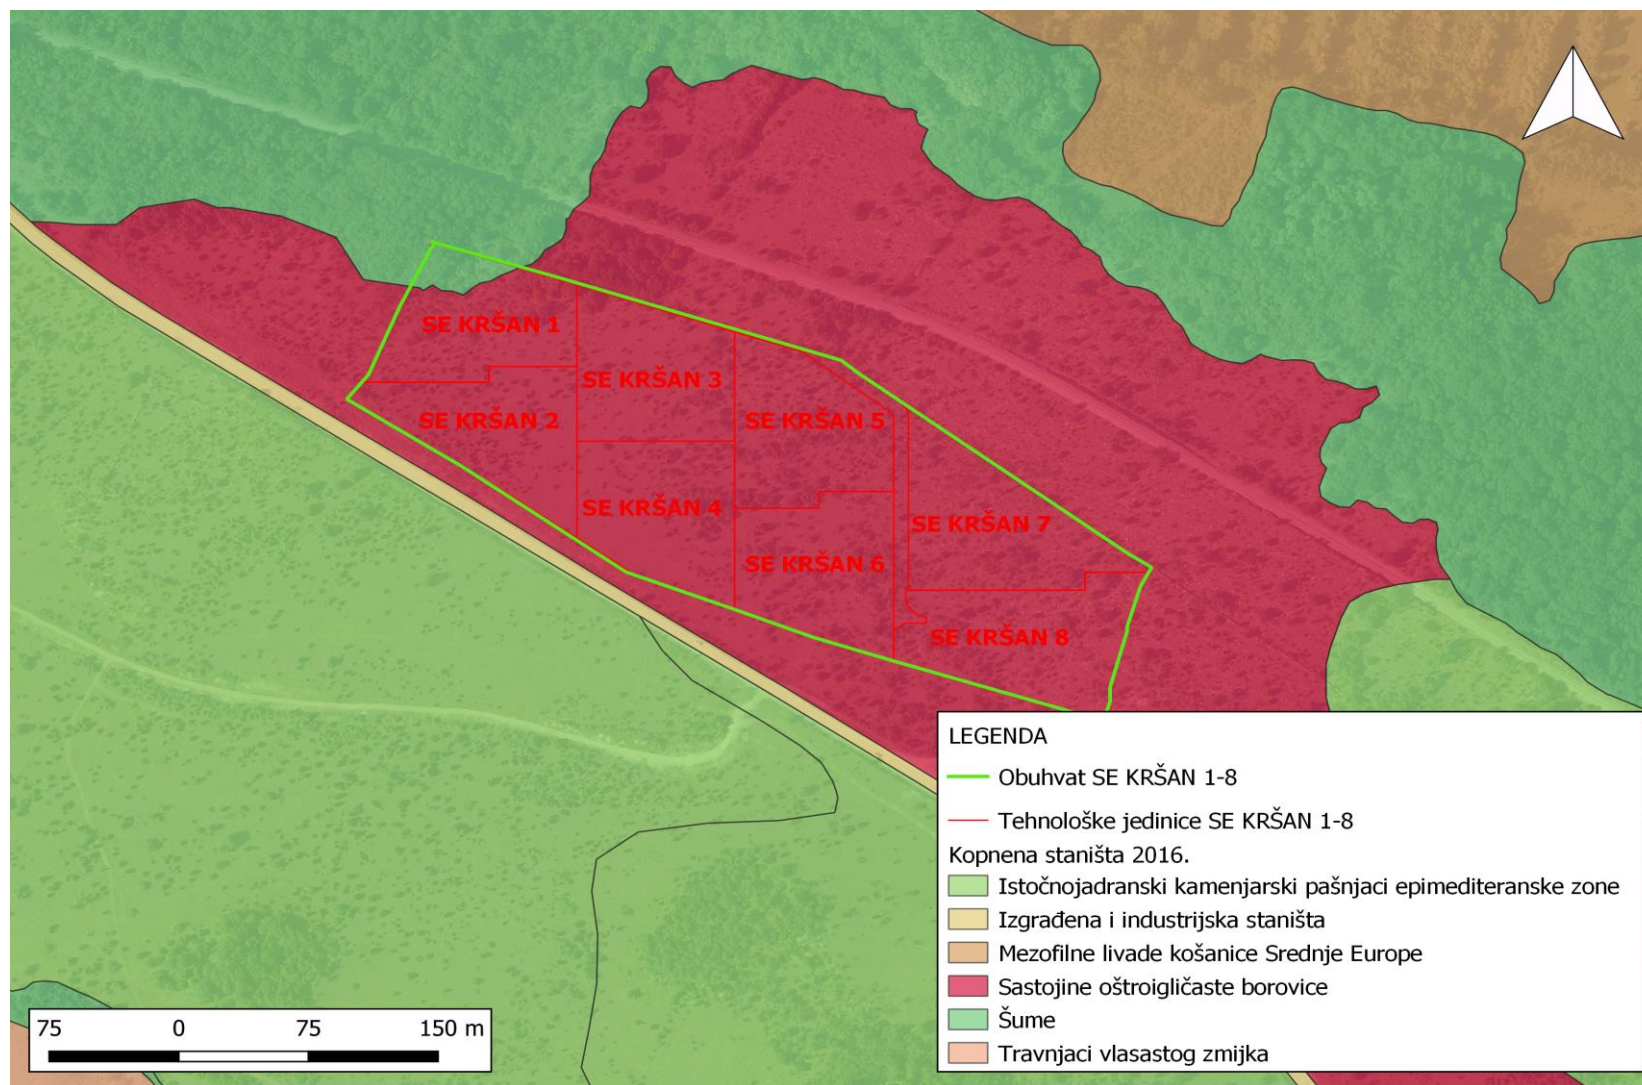 SE KRŠAN 1
SE KRŠAN 3
SE KRŠAN 2
SE KRŠAN 5
SE KRŠAN 4
SE KRŠAN 7
SE KRŠAN 6
SE KRŠAN 8
LEGENDA
Obuhvat SE KRŠAN 1-8
Tehnološke jedinice SE KRŠAN 1-8
Kopnena staništa 2016.
Istočnojadranski kamenjarski pašnjaci epimediteranske zone
Izgrađena i industrijska staništa
Mezofilne livade košanice Srednje Europe
Sastojine oštroigličaste borovice
Šume
Travnjaci vlasastog zmijka
75 0 75 150 m